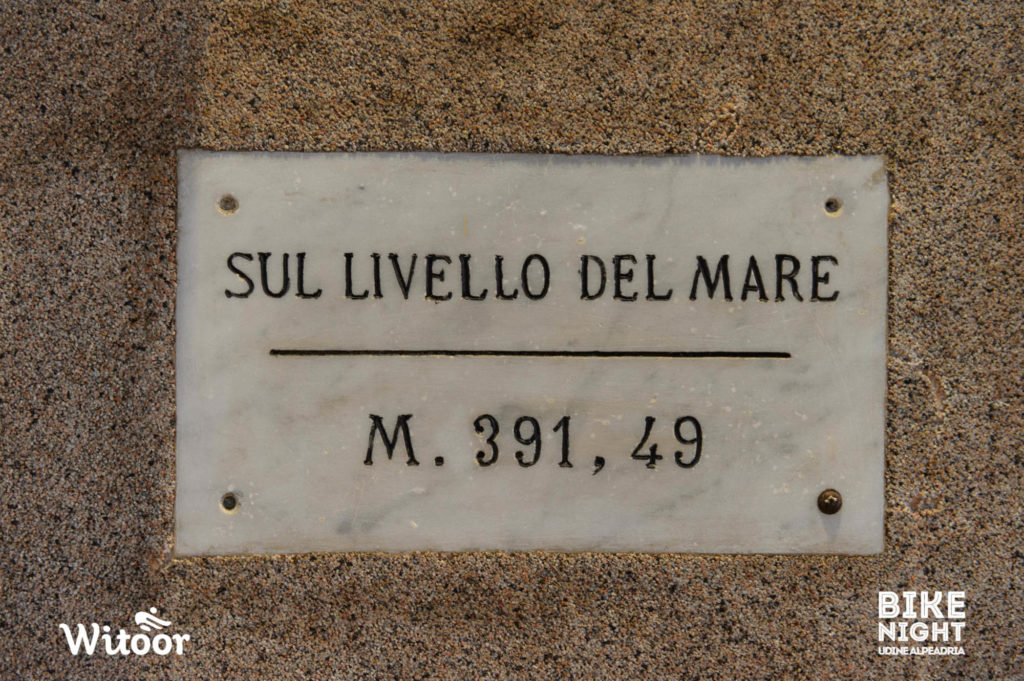 SUL LIVELLO DEL MARE
M. 391, 49
Witoor
BIKE
NIGHT
UDINE ALPEADRIA